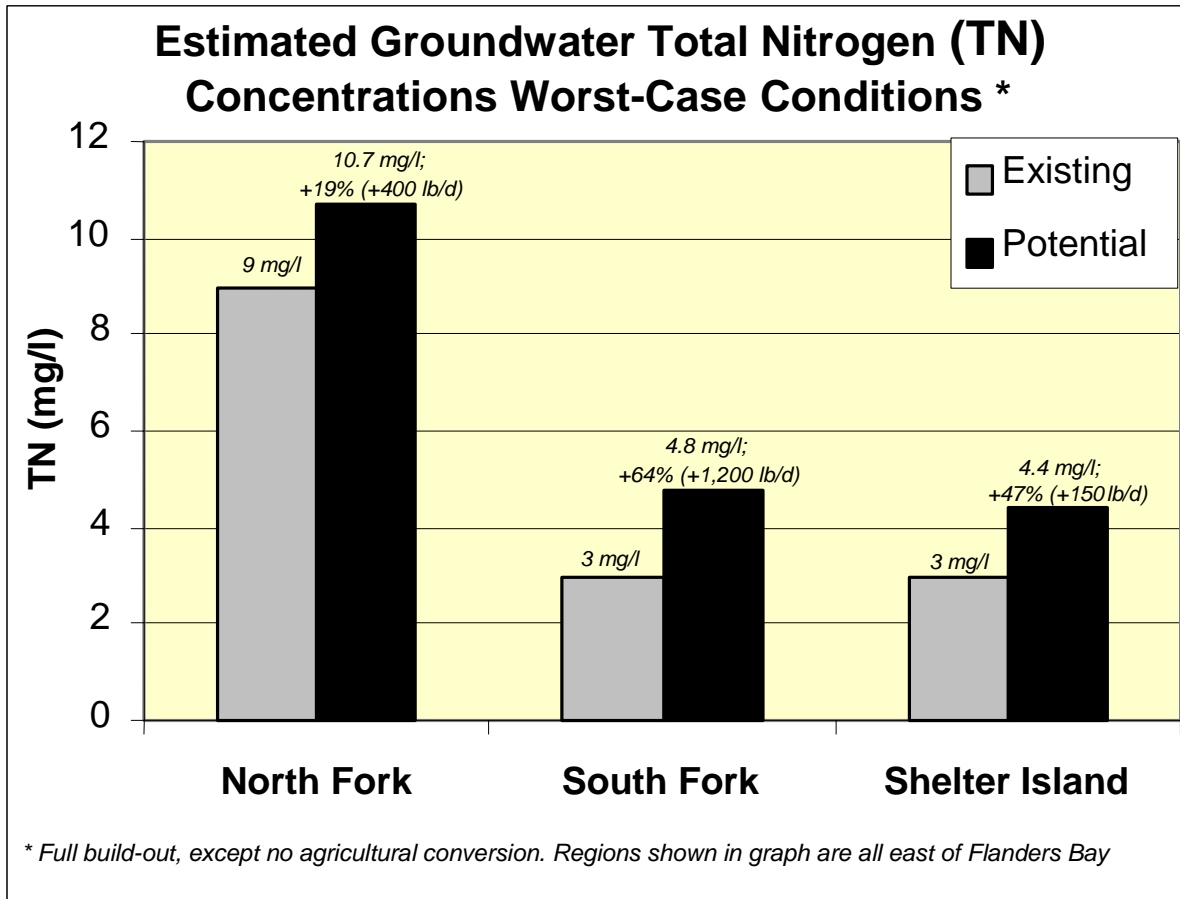 Estimated Groundwater Total Nitrogen (TN)
Concentrations Worst-Case Conditions *
TN (mg/l)
12
10
8
6
4
2
0
10.7 mg/l;
+19% (+400 lb/d)
9 mg/l
4.8 mg/l;
+64% (+1,200 lb/d)
3 mg/l
4.4 mg/l;
+47% (+150 lb/d)
3 mg/l
Existing
Potential
North Fork
South Fork
Shelter Island
* Full build-out, except no agricultural conversion. Regions shown in graph are all east of Flanders Bay